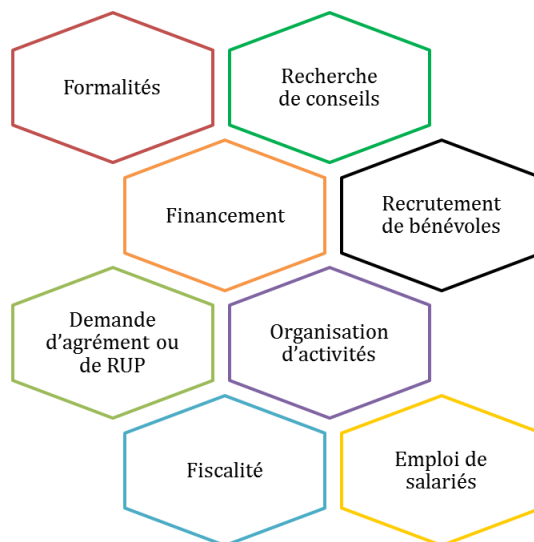 Formalités
Recherche
de conseils
Financement
Recrutement
de bénévoles
Demande
d’agrément ou
de RUP
Organisation
d’activités
Fiscalité
Emploi de
salariés